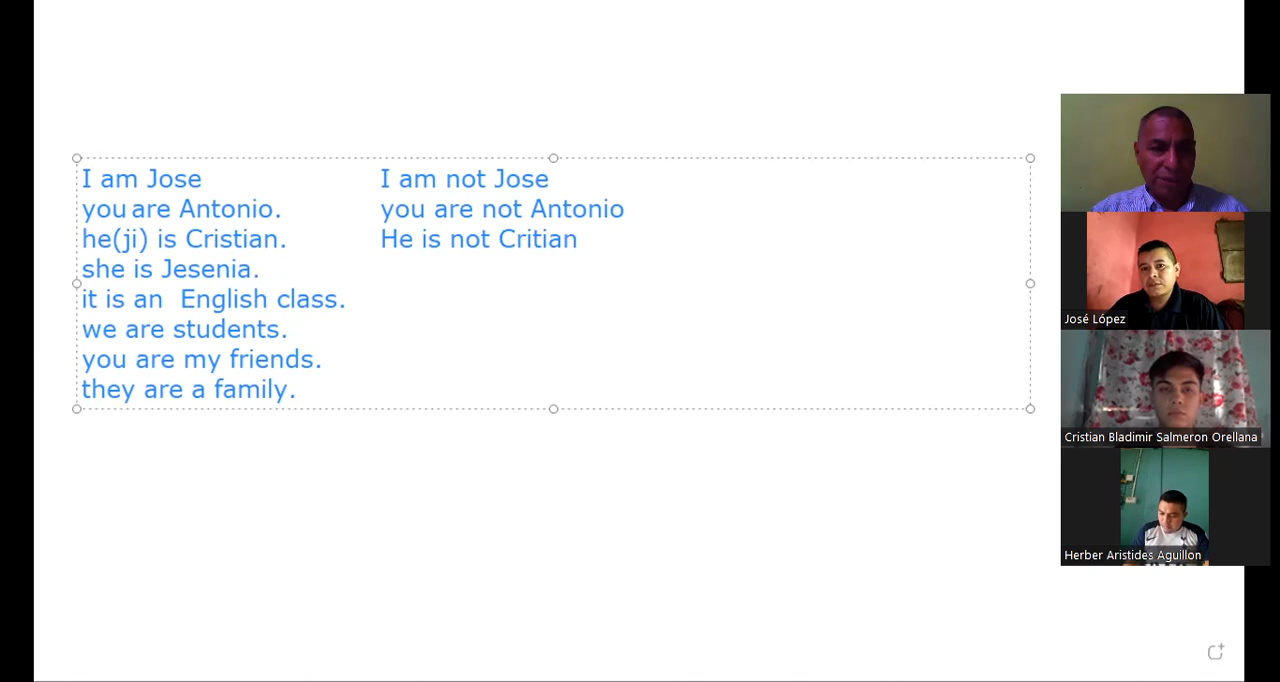 I am Jose
you are Antonio.
he(ji) is Cristian.
she is Jesenia.
it is an  English class.
we are students.
you are my friends.
they are a family.
I am not Jose
you are not Antonio
He is not Critian
José López
Cristian Bladimir Salmeron Orellana
Herber Aristides Aguillon